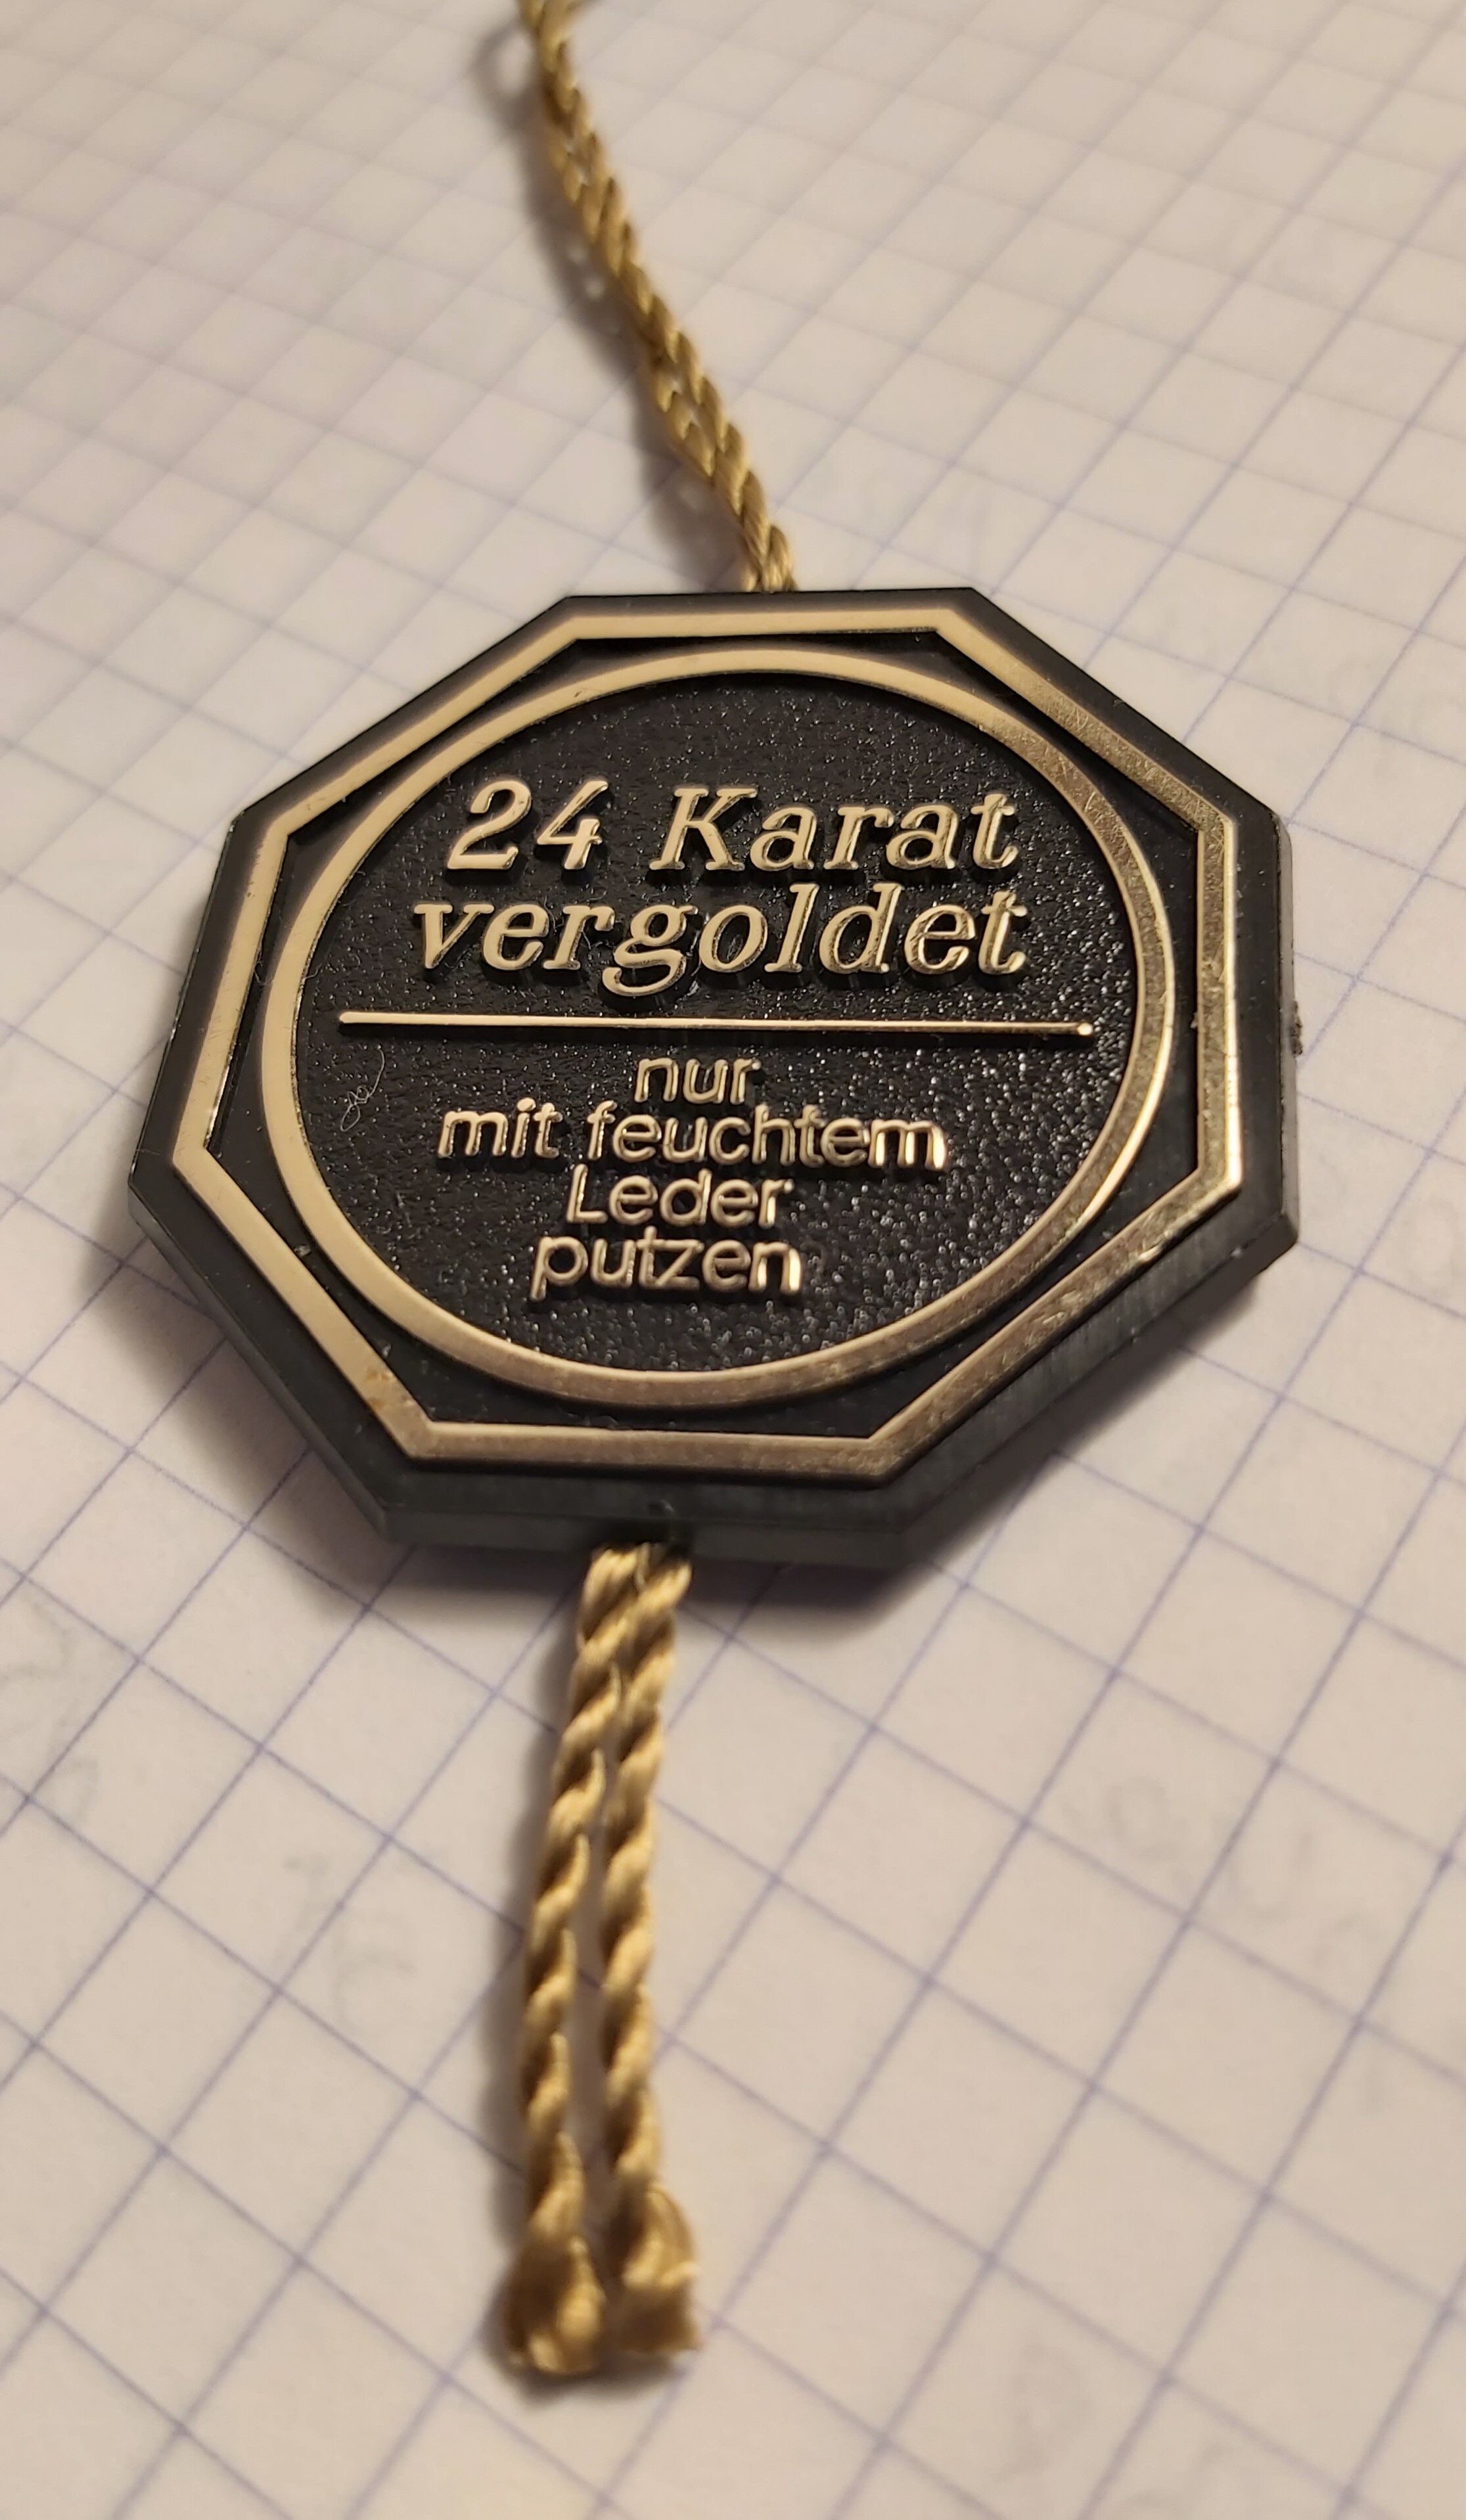 24 Karat
vergoldet
nur
mit feuchtem
Leder
putzen